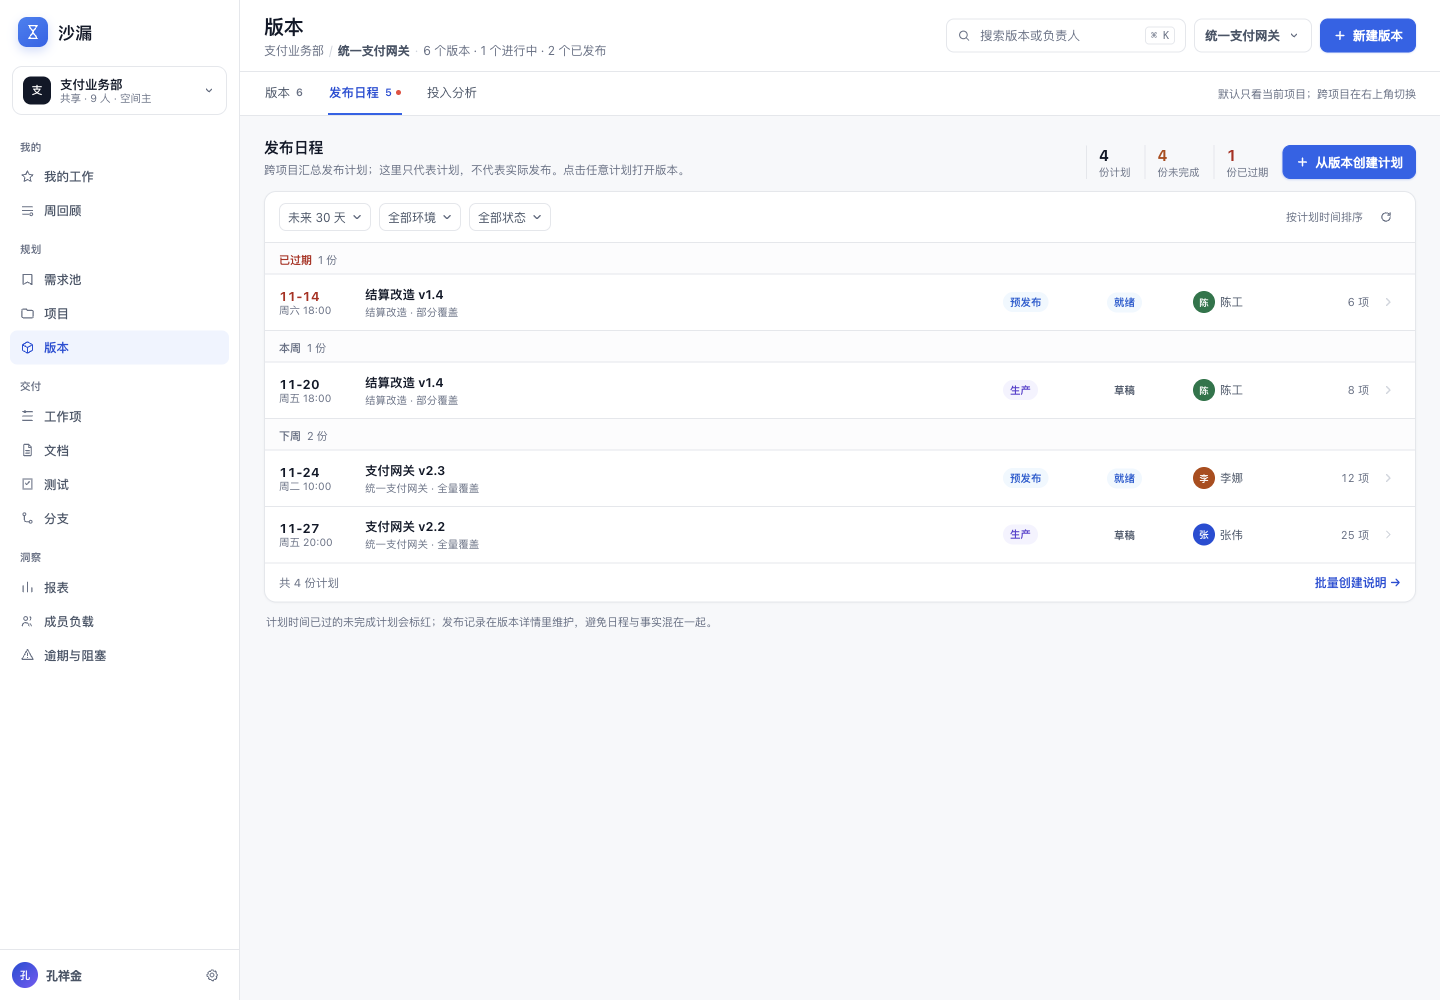 沙漏
支
支付业务部
共享 · 9 人 · 空间主
我的
我的工作
周回顾
规划
需求池
项目
版本
交付
工作项
文档
测试
分支
洞察
报表
成员负载
逾期与阻塞
孔
孔祥金
版本
支付业务部 / 统一支付网关 · 6 个版本 · 1 个进行中 · 2 个已发布
搜索版本或负责人 ⌘ K
统一支付网关
新建版本
版本 6
发布日程 5
投入分析
默认只看当前项目；跨项目在右上角切换
发布日程
跨项目汇总发布计划；这里只代表计划，不代表实际发布。点击任意计划打开版本。
4
份计划
4
份未完成
1
份已过期
从版本创建计划
未来 30 天
全部环境
全部状态
按计划时间排序
已过期 1 份
11-14
周六 18:00
结算改造 v1.4
结算改造 · 部分覆盖
预发布
就绪
陈 陈工
6 项
本周 1 份
11-20
周五 18:00
结算改造 v1.4
结算改造 · 部分覆盖
生产
草稿
陈 陈工
8 项
下周 2 份
11-24
周二 10:00
支付网关 v2.3
统一支付网关 · 全量覆盖
预发布
就绪
李 李娜
12 项
11-27
周五 20:00
支付网关 v2.2
统一支付网关 · 全量覆盖
生产
草稿
张 张伟
25 项
共 4 份计划
批量创建说明 →
计划时间已过的未完成计划会标红；发布记录在版本详情里维护，避免日程与事实混在一起。